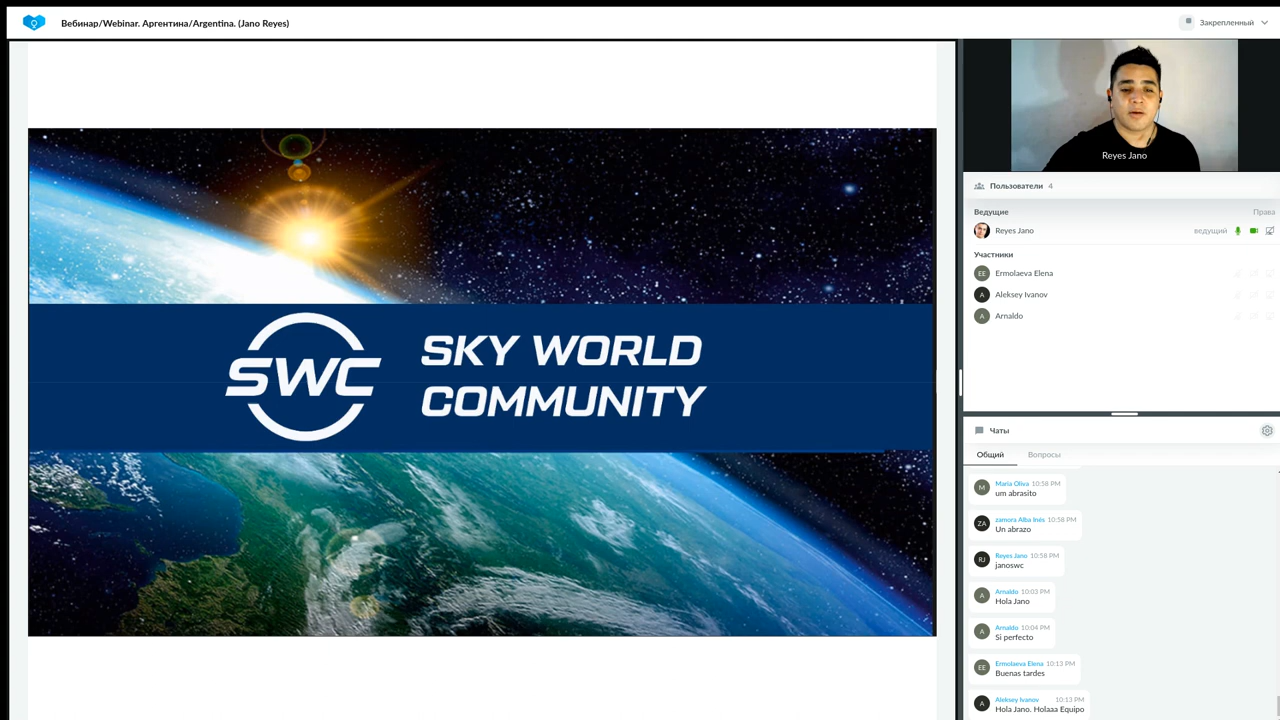 Вебинар/Webinar. Аргентина/Argentina. (Jano Reyes)
Закрепленный
SWC
SKY WORLD
COMMUNITY
Reyes Jano
Пользователи 4
Ведущие Права
Reyes Jano ведущий
Участники
EE Ermolaeva Elena
A Aleksey Ivanov
A Arnaldo
Чаты
Общий Вопросы
M Maria Oliva 10:58 PM
um abrasito
ZA zamora Alba Inés 10:58 PM
Un abrazo
RJ Reyes Jano 10:58 PM
janoswc
A Arnaldo 10:03 PM
Hola Jano
A Arnaldo 10:04 PM
Si perfecto
EE Ermolaeva Elena 10:13 PM
Buenas tardes
A Aleksey Ivanov 10:13 PM
Hola Jano. Holaaa Equipo